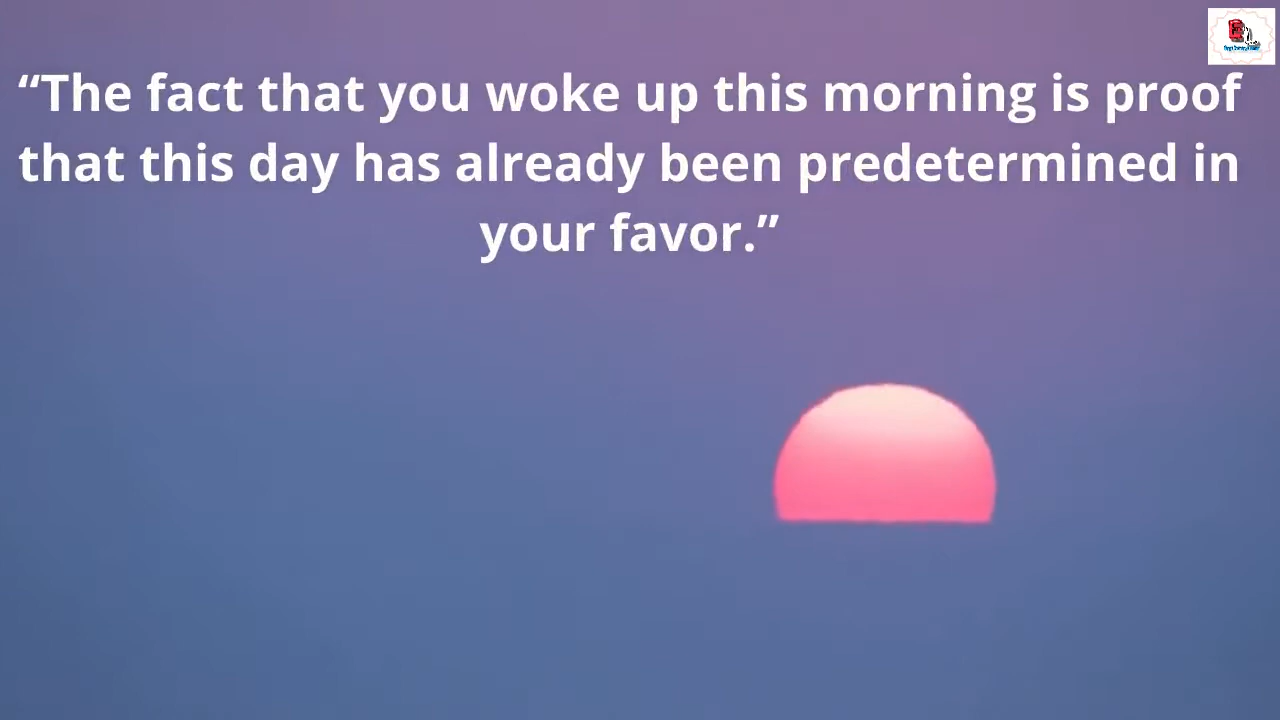 “The fact that you woke up this morning is proof
that this day has already been predetermined in
your favor.”